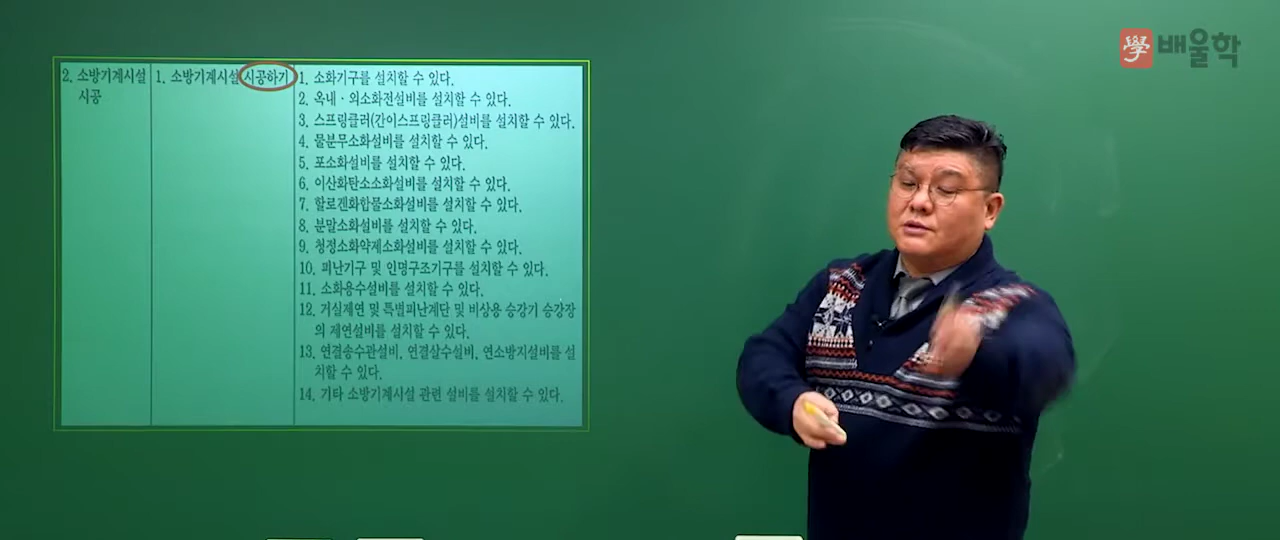 學 배울학
2. 소방기계시설
시공
1. 소방기계시설 시공하기
1. 소화기구를 설치할 수 있다.
2. 옥내ㆍ외소화전설비를 설치할 수 있다.
3. 스프링클러(간이스프링클러)설비를 설치할 수 있다.
4. 물분무소화설비를 설치할 수 있다.
5. 포소화설비를 설치할 수 있다.
6. 이산화탄소소화설비를 설치할 수 있다.
7. 할로겐화합물소화설비를 설치할 수 있다.
8. 분말소화설비를 설치할 수 있다.
9. 청정소화약제소화설비를 설치할 수 있다.
10. 피난기구 및 인명구조기구를 설치할 수 있다.
11. 소화용수설비를 설치할 수 있다.
12. 거실제연 및 특별피난계단 및 비상용 승강기 승강장
의 제연설비를 설치할 수 있다.
13. 연결송수관설비, 연결살수설비, 연소방지설비를 설
치할 수 있다.
14. 기타 소방기계시설 관련 설비를 설치할 수 있다.